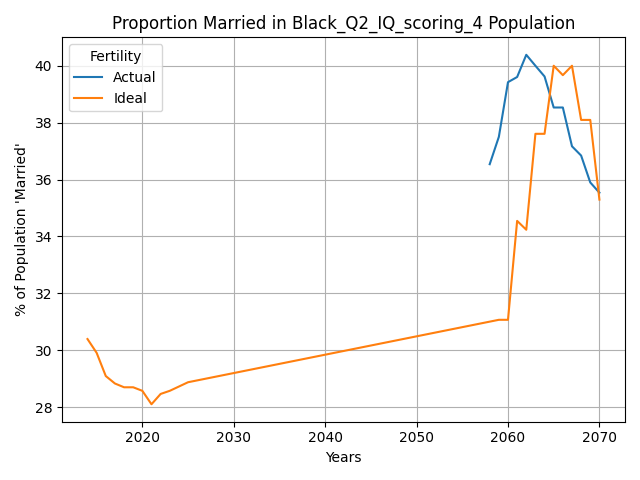 Proportion Married in Black_Q2_IQ_scoring_4 Population
Fertility
Actual
Ideal
% of Population 'Married'
40
38
36
34
32
30
28
2020 2030 2040 2050 2060 2070
Years